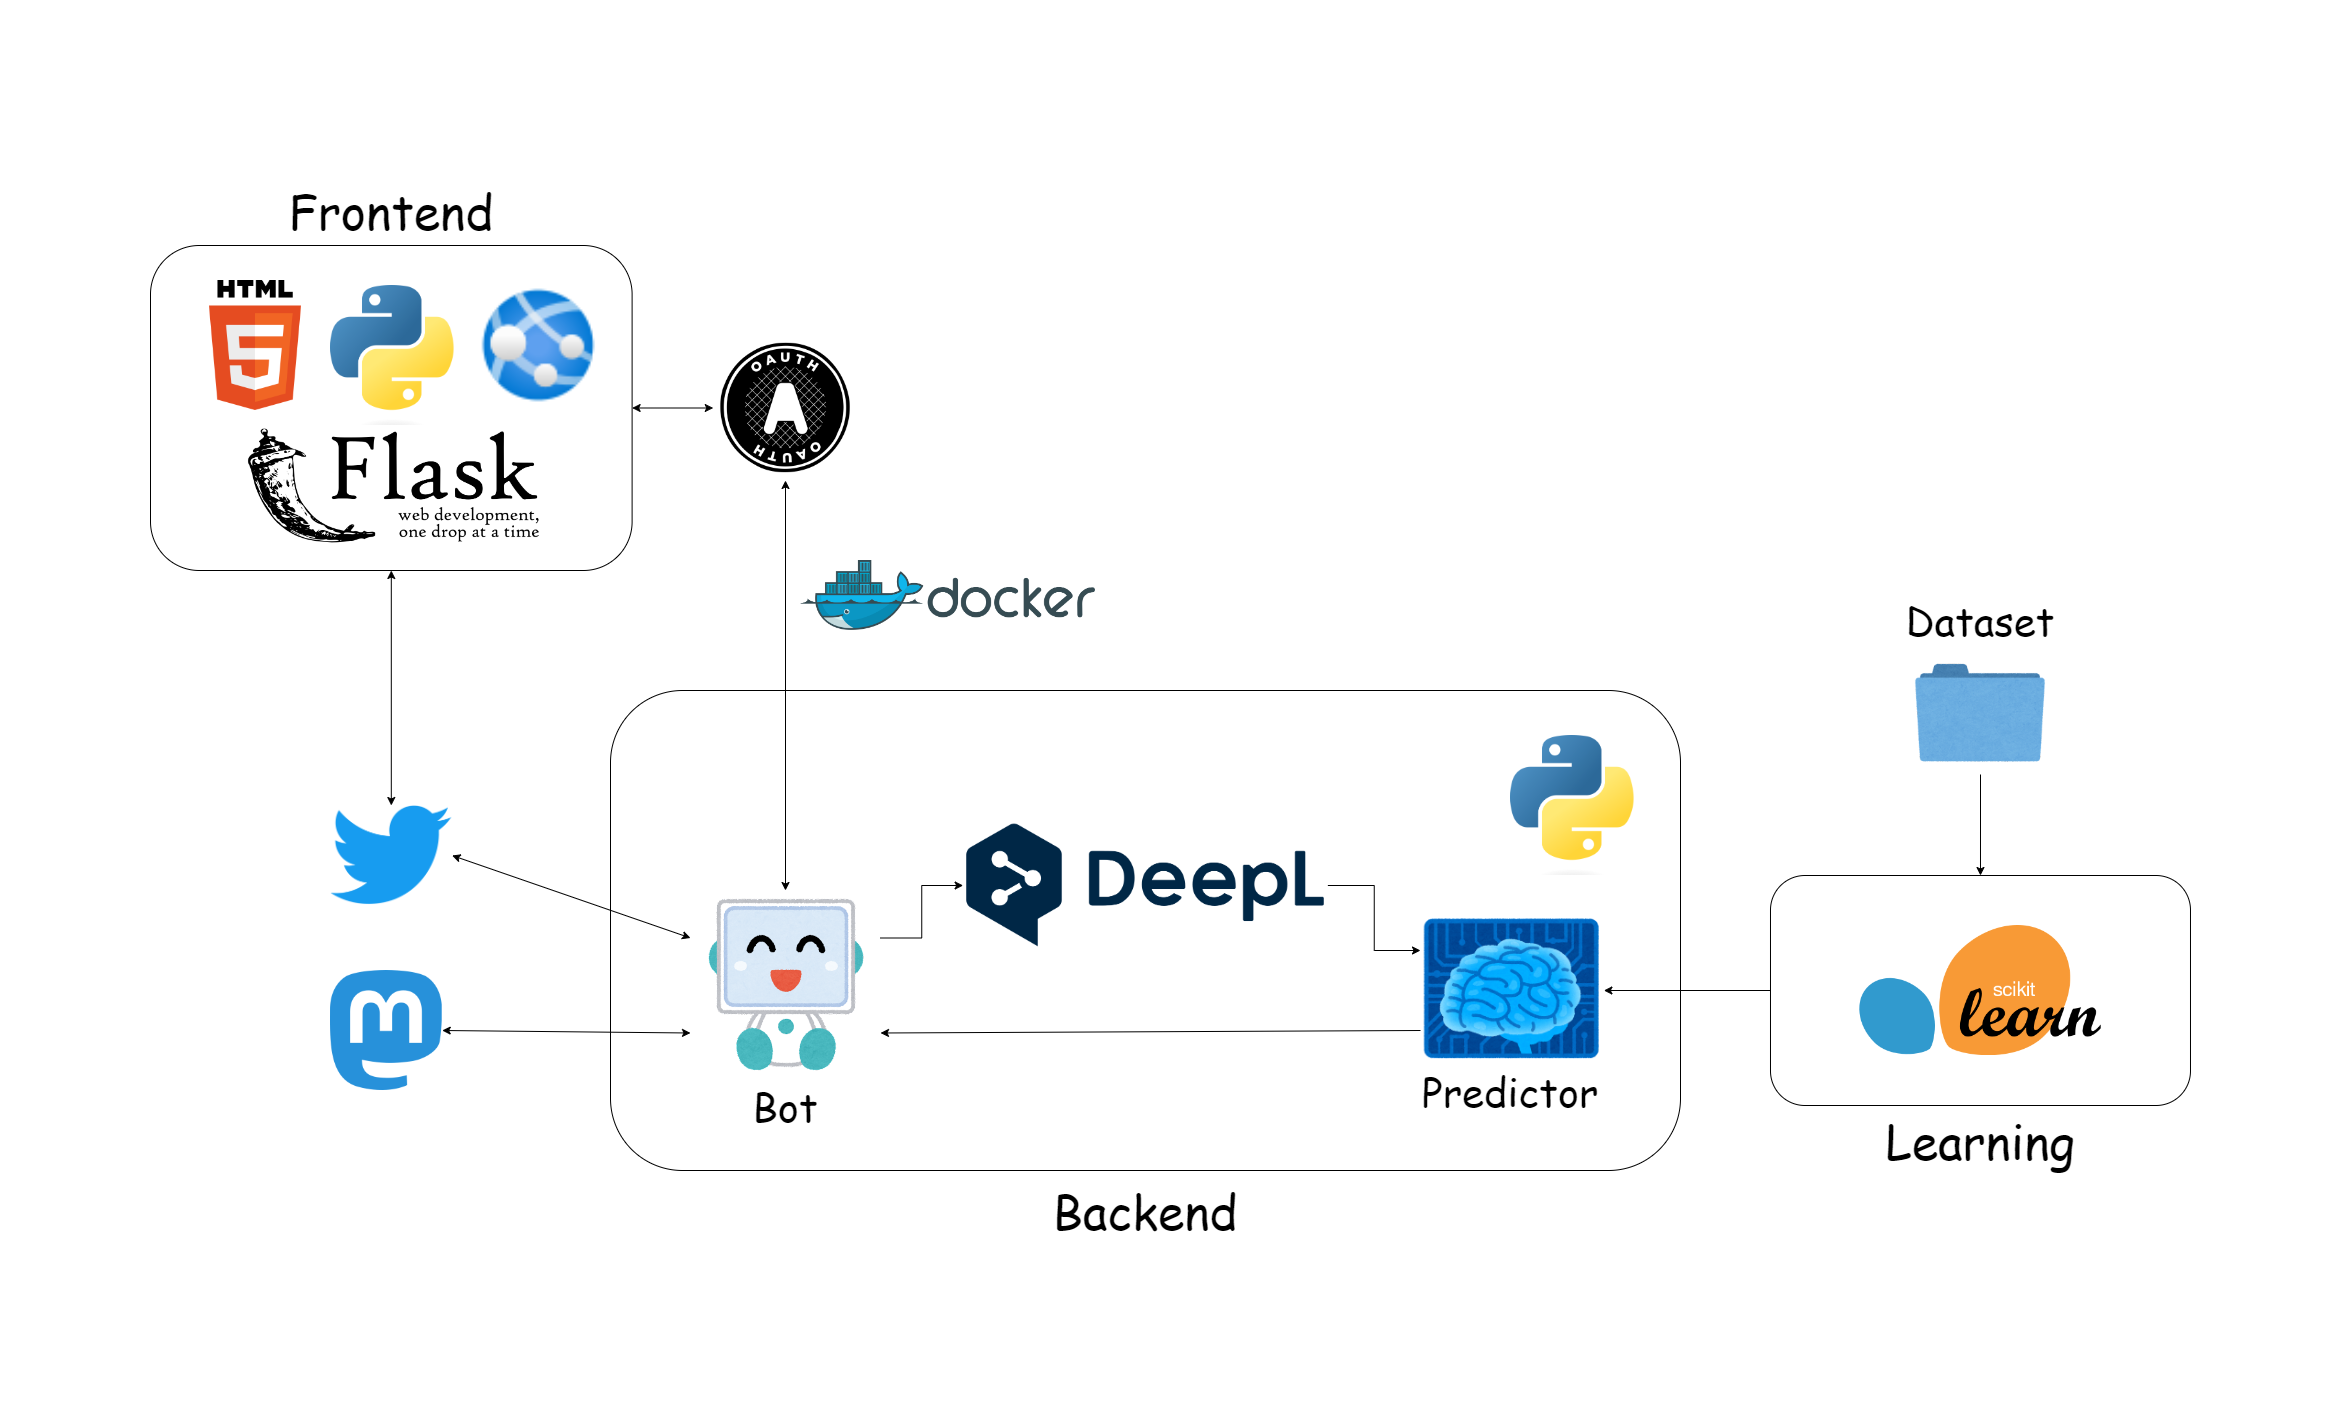 Frontend
HTML
5
Flask
web development,
one drop at a time
OAUTH
A
OAUTH
docker
Dataset
DeepL
m
Bot
Predictor
scikit
learn
Learning
Backend